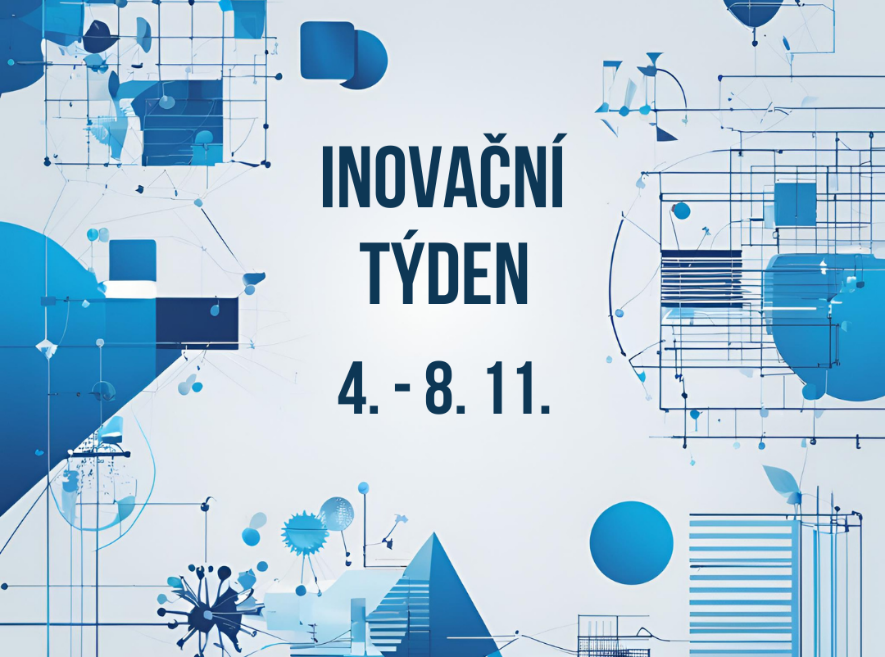 INOVAČNÍ
TÝDEN
4. - 8. 11.